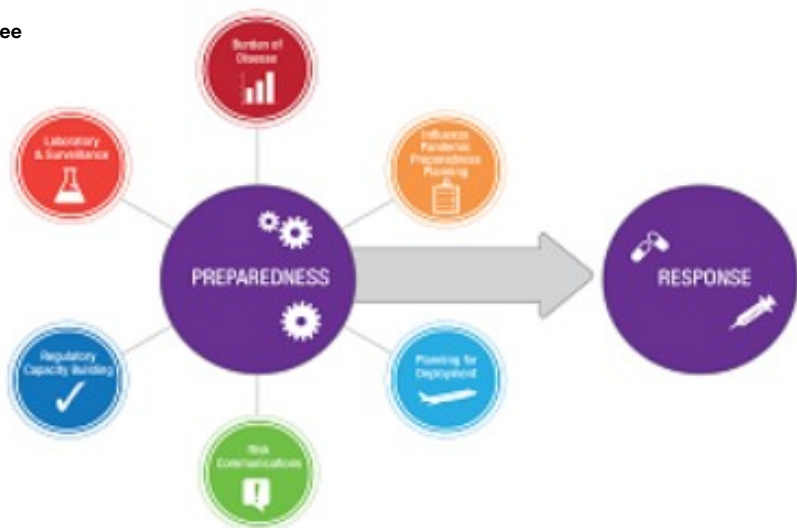 ee
Burden of
Disease
Laboratory
& Surveillance
Influenza
Pandemic
Preparedness
Planning
PREPAREDNESS
RESPONSE
Regulatory
Capacity Building
Planning for
Deployment
Risk
Communications